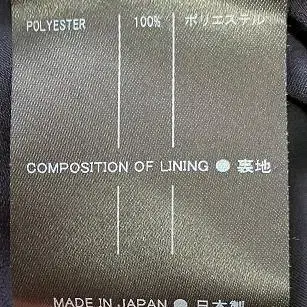 POLYESTER 100% ポリエステル
COMPOSITION OF LINING ● 裏地
MADE IN JAPAN ● 日本製